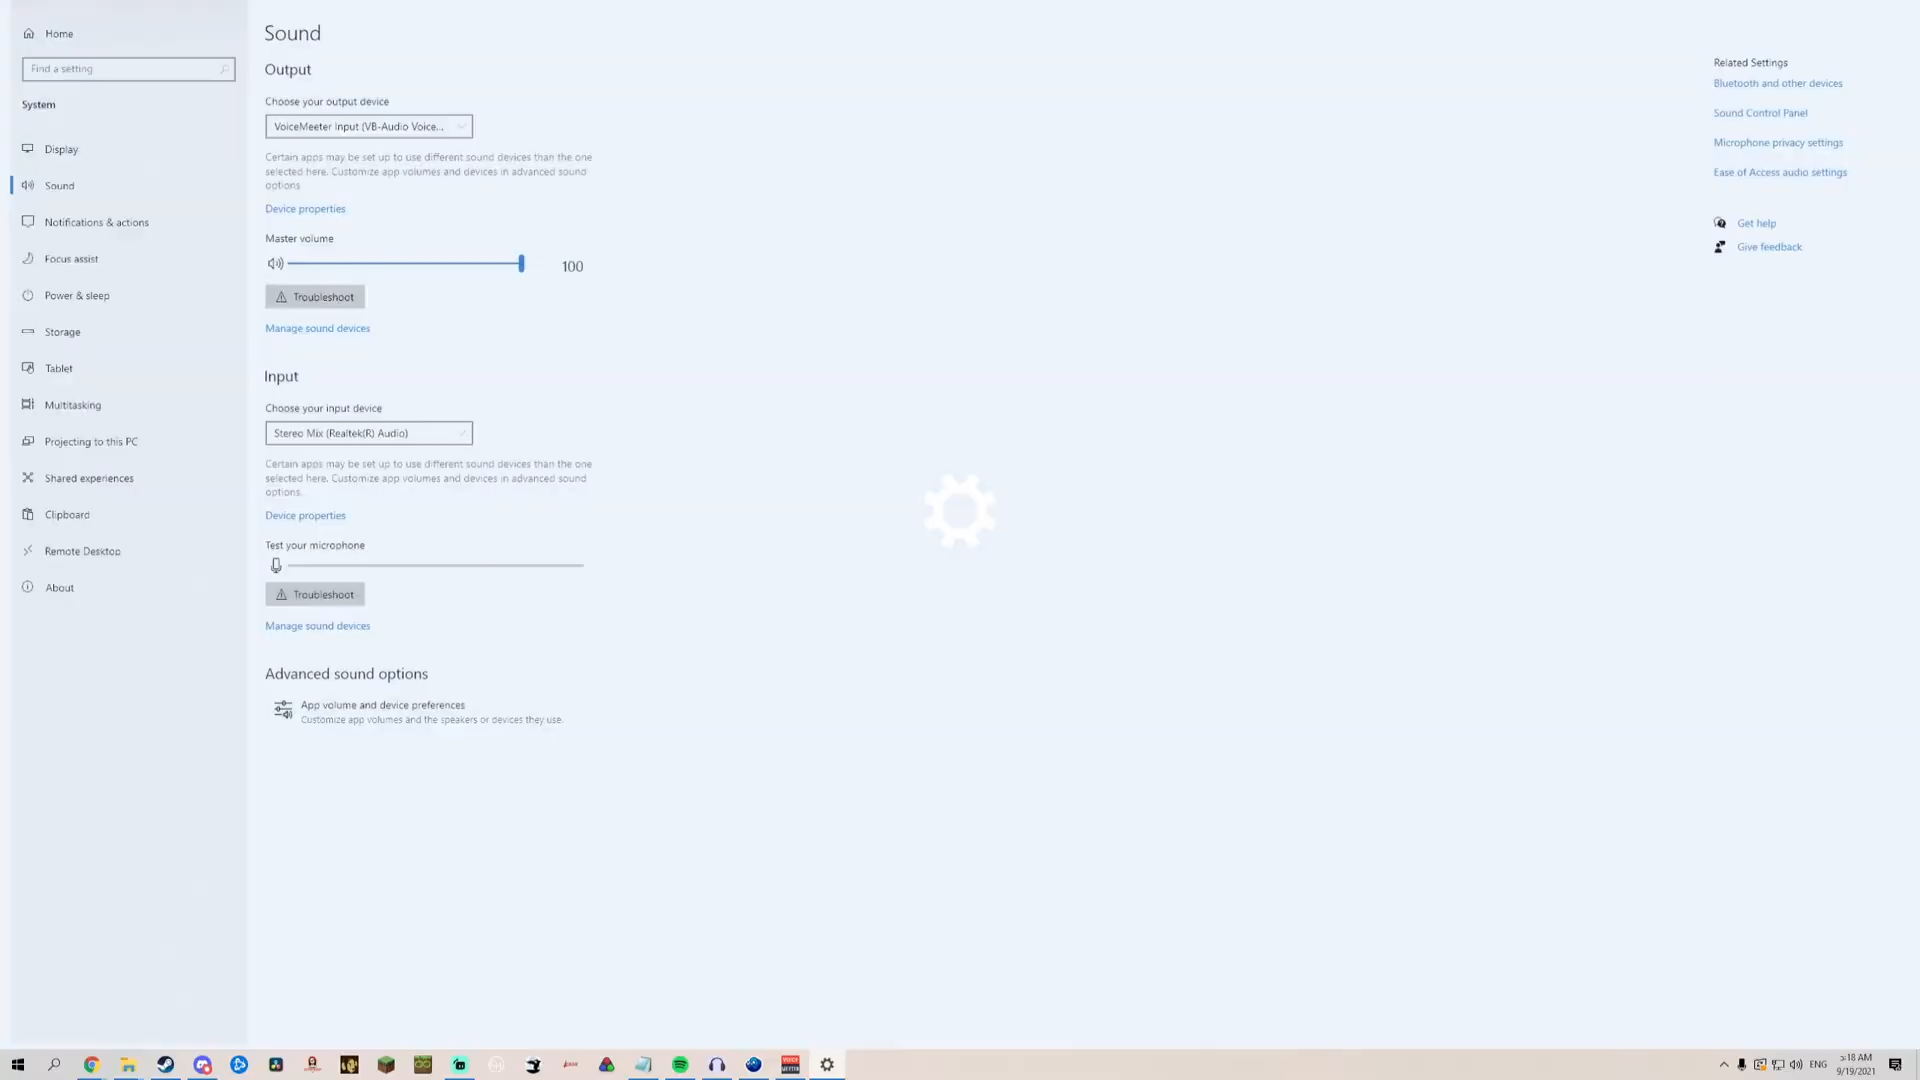 Home
Find a setting
System
Display
Sound
Notifications & actions
Focus assist
Power & sleep
Storage
Tablet
Multitasking
Projecting to this PC
Shared experiences
Clipboard
Remote Desktop
About
Sound
Output
Choose your output device
VoiceMeeter Input (VB-Audio Voice...
Certain apps may be set up to use different sound devices than the one
selected here. Customize app volumes and devices in advanced sound
options
Device properties
Master volume
100
Troubleshoot
Manage sound devices
Input
Choose your input device
Stereo Mix (Realtek(R) Audio)
Certain apps may be set up to use different sound devices than the one
selected here. Customize app volumes and devices in advanced sound
options.
Device properties
Test your microphone
Troubleshoot
Manage sound devices
Advanced sound options
App volume and device preferences
Customize app volumes and the speakers or devices they use.
Related Settings
Bluetooth and other devices
Sound Control Panel
Microphone privacy settings
Ease of Access audio settings
Get help
Give feedback
ENG
5:18 AM
9/19/2021